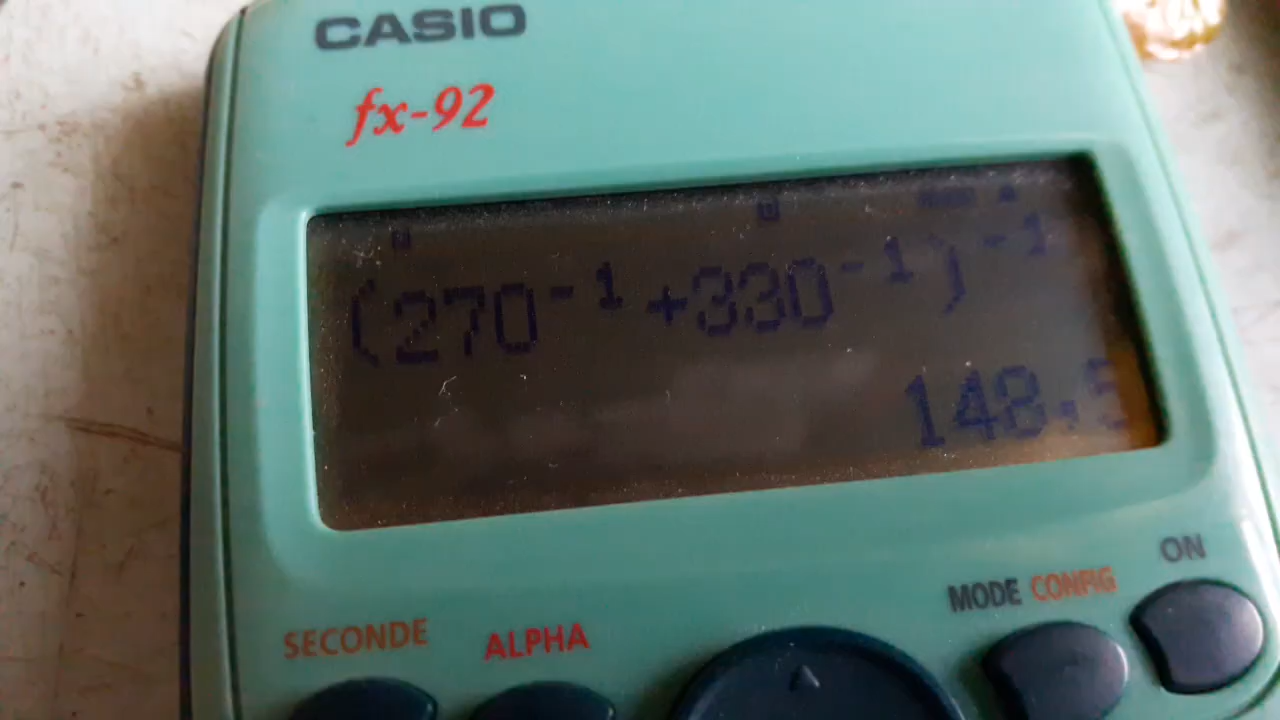 CASIO
fx-92
(270⁻¹+330⁻¹)⁻¹
148,5
ON
MODE CONFIG
SECONDE ALPHA